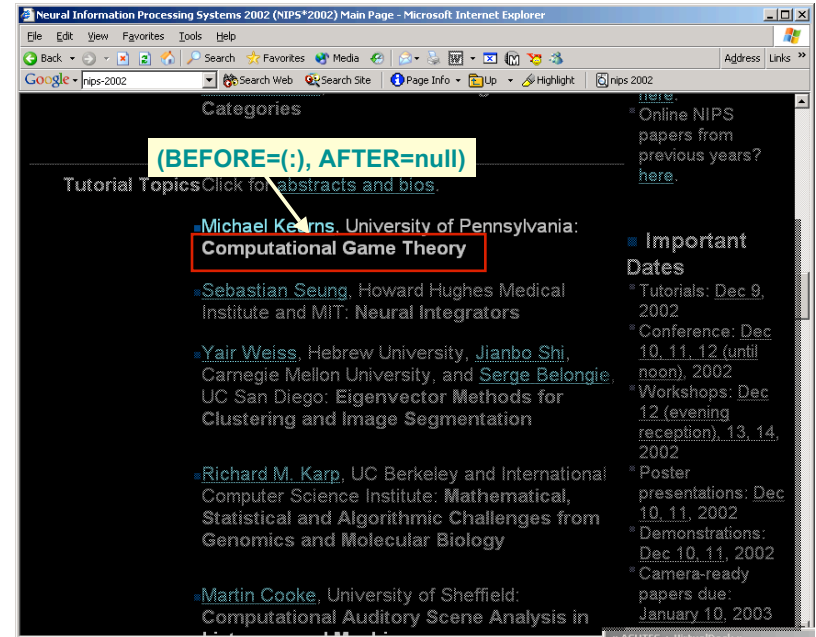 Neural Information Processing Systems 2002 (NIPS*2002) Main Page - Microsoft Internet Explorer
File Edit View Favorites Tools Help
Back Search Favorites Media Address Links »
Google nips-2002 Search Web Search Site Page Info Up Highlight nips 2002
Categories
(BEFORE=(:), AFTER=null)
Tutorial Topics Click for abstracts and bios.
Michael Kearns, University of Pennsylvania:
Computational Game Theory
Sebastian Seung, Howard Hughes Medical
Institute and MIT: Neural Integrators
Yair Weiss, Hebrew University, Jianbo Shi,
Carnegie Mellon University, and Serge Belongie,
UC San Diego: Eigenvector Methods for
Clustering and Image Segmentation
Richard M. Karp, UC Berkeley and International
Computer Science Institute: Mathematical,
Statistical and Algorithmic Challenges from
Genomics and Molecular Biology
Martin Cooke, University of Sheffield:
Computational Auditory Scene Analysis in
here.
Online NIPS
papers from
previous years?
here.
Important
Dates
Tutorials: Dec 9,
2002
Conference: Dec
10, 11, 12 (until
noon), 2002
Workshops: Dec
12 (evening
reception), 13, 14,
2002
Poster
presentations: Dec
10, 11, 2002
Demonstrations:
Dec 10, 11, 2002
Camera-ready
papers due:
January 10, 2003